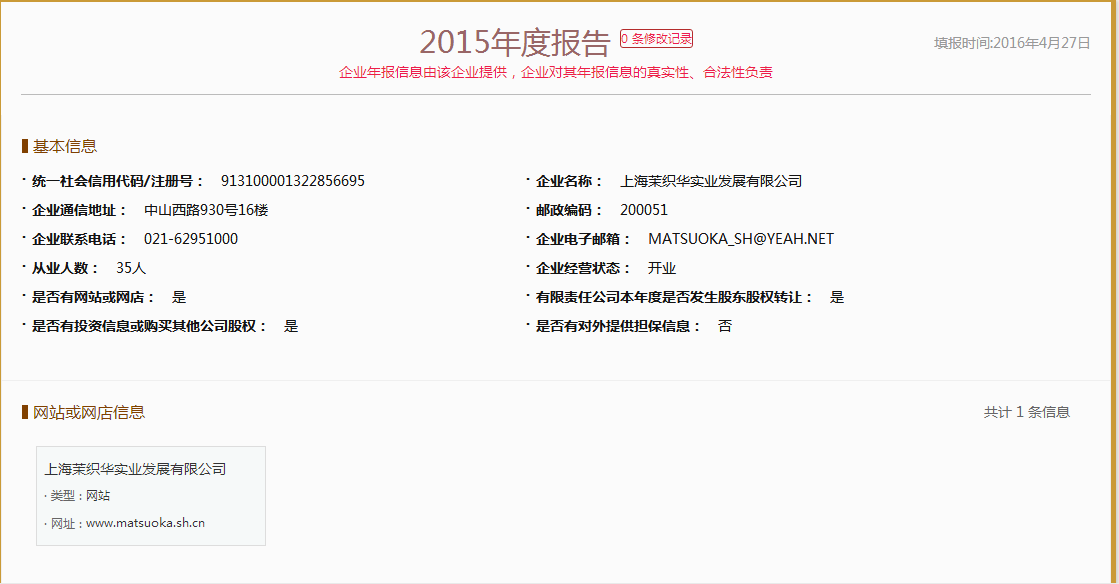 2015年度报告 0 条修改记录 填报时间:2016年4月27日
企业年报信息由该企业提供，企业对其年报信息的真实性、合法性负责
基本信息
· 统一社会信用代码/注册号： 913100001322856695 · 企业名称： 上海茉织华实业发展有限公司
· 企业通信地址： 中山西路930号16楼 · 邮政编码： 200051
· 企业联系电话： 021-62951000 · 企业电子邮箱： MATSUOKA_SH@YEAH.NET
· 从业人数： 35人 · 企业经营状态： 开业
· 是否有网站或网店： 是 · 有限责任公司本年度是否发生股东股权转让： 是
· 是否有投资信息或购买其他公司股权： 是 · 是否有对外提供担保信息： 否
网站或网店信息 共计 1 条信息
上海茉织华实业发展有限公司
· 类型：网站
· 网址：www.matsuoka.sh.cn